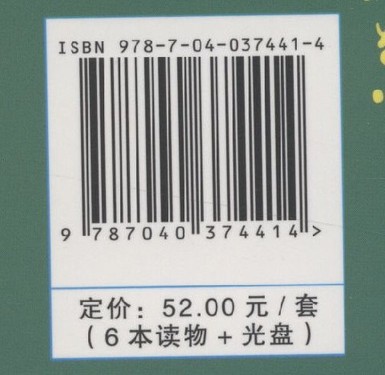 ISBN 978-7-04-037441-4
9 787040 374414 >
定价：52.00 元 / 套
（6 本读物 + 光盘）